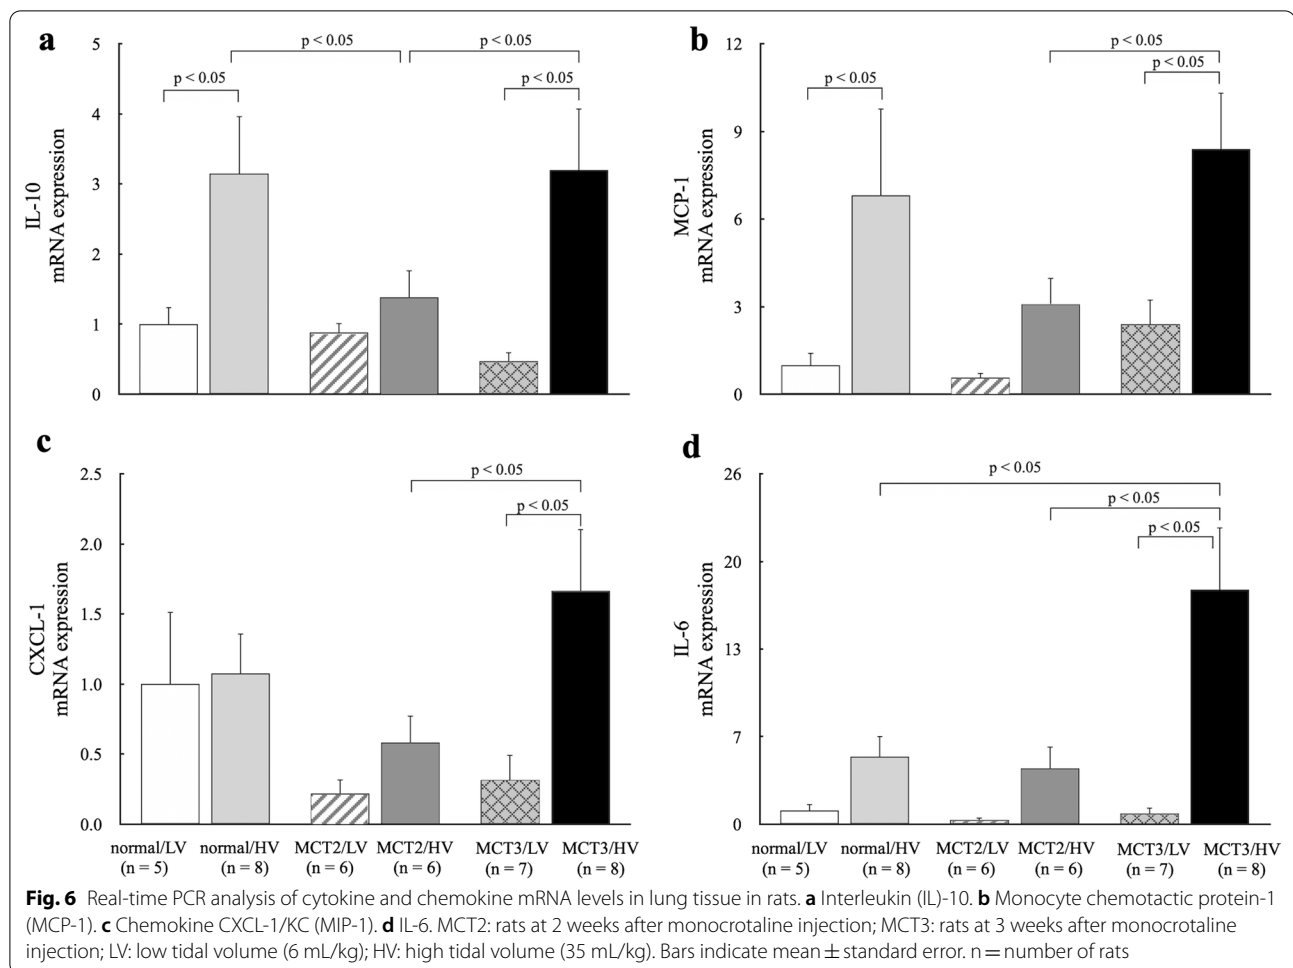 a
p < 0.05
p < 0.05
p < 0.05
p < 0.05
5
4
3
2
1
0
IL-10
mRNA expression
b
p < 0.05
p < 0.05
p < 0.05
12
9
6
3
0
MCP-1
mRNA expression
c
p < 0.05
p < 0.05
2.5
2.0
1.5
1.0
0.5
0.0
CXCL-1
mRNA expression
normal/LV normal/HV MCT2/LV MCT2/HV MCT3/LV MCT3/HV
(n = 5) (n = 8) (n = 6) (n = 6) (n = 7) (n = 8)
d
p < 0.05
p < 0.05
p < 0.05
26
20
13
7
0
IL-6
mRNA expression
normal/LV normal/HV MCT2/LV MCT2/HV MCT3/LV MCT3/HV
(n = 5) (n = 8) (n = 6) (n = 6) (n = 7) (n = 8)
Fig. 6 Real-time PCR analysis of cytokine and chemokine mRNA levels in lung tissue in rats. a Interleukin (IL)-10. b Monocyte chemotactic protein-1
(MCP-1). c Chemokine CXCL-1/KC (MIP-1). d IL-6. MCT2: rats at 2 weeks after monocrotaline injection; MCT3: rats at 3 weeks after monocrotaline
injection; LV: low tidal volume (6 mL/kg); HV: high tidal volume (35 mL/kg). Bars indicate mean ± standard error. n = number of rats